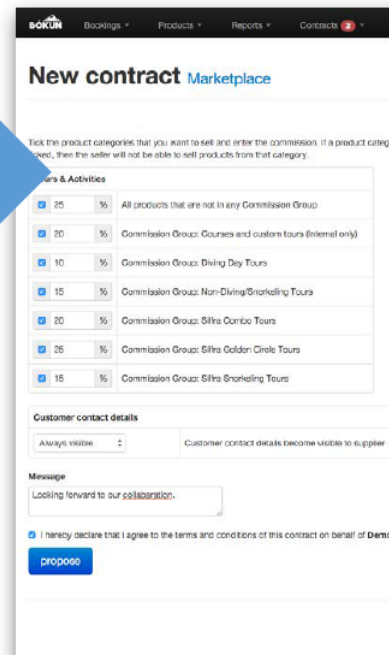 BÓKUN Bookings Products Reports Contracts 2
New contract Marketplace
Tick the product categories that you want to sell and enter the commission. If a product categ
ticked, then the seller will not be able to sell products from that category.
rs & Activities
25 % All products that are not in any Commission Group
20 % Commission Group: Courses and custom tours (Internal only)
10 % Commission Group: Diving Day Tours
15 % Commission Group: Non-Diving/Snorkeling Tours
20 % Commission Group: Silfra Combo Tours
25 % Commission Group: Silfra Golden Circle Tours
15 % Commission Group: Silfra Snorkeling Tours
Customer contact details
Always visible Customer contact details become visible to supplier
Message
Looking forward to our collaboration.
I hereby declare that I agree to the terms and conditions of this contract on behalf of Demo
propose